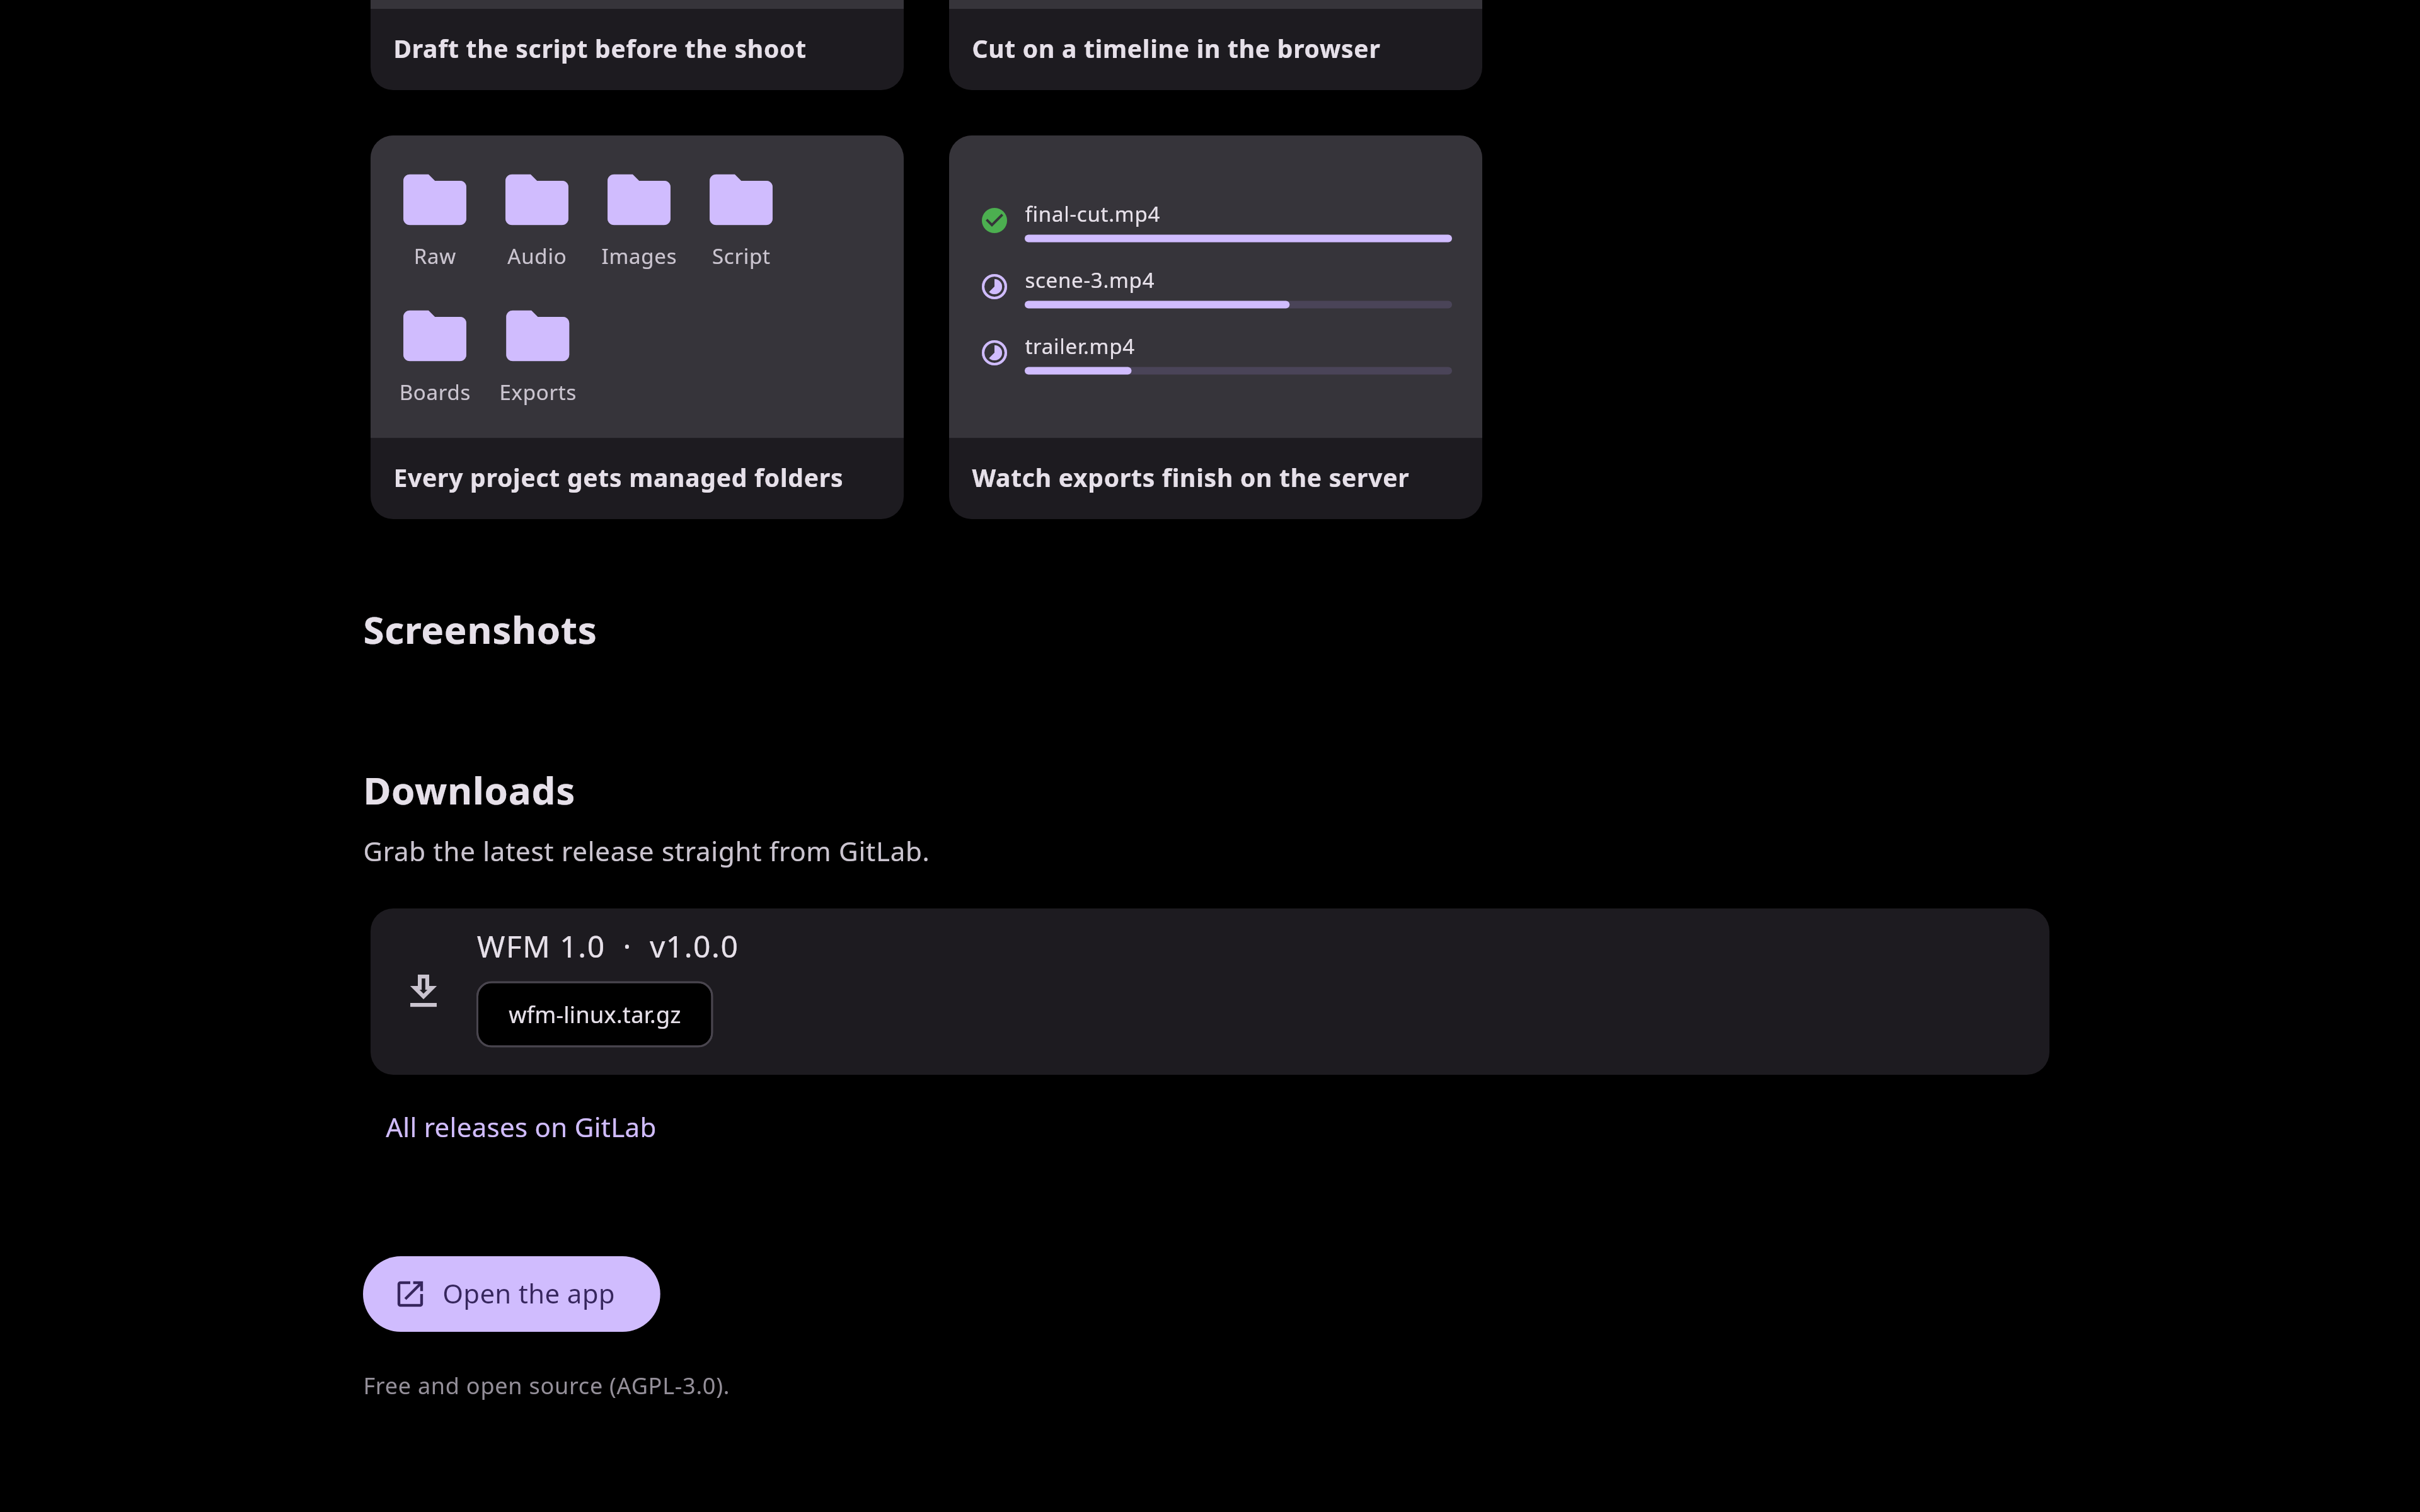 Draft the script before the shoot
Cut on a timeline in the browser
Raw
Audio
Images
Script
Boards
Exports
Every project gets managed folders
final-cut.mp4
scene-3.mp4
trailer.mp4
Watch exports finish on the server
Screenshots
Downloads
Grab the latest release straight from GitLab.
WFM 1.0 · v1.0.0
wfm-linux.tar.gz
All releases on GitLab
Open the app
Free and open source (AGPL-3.0).